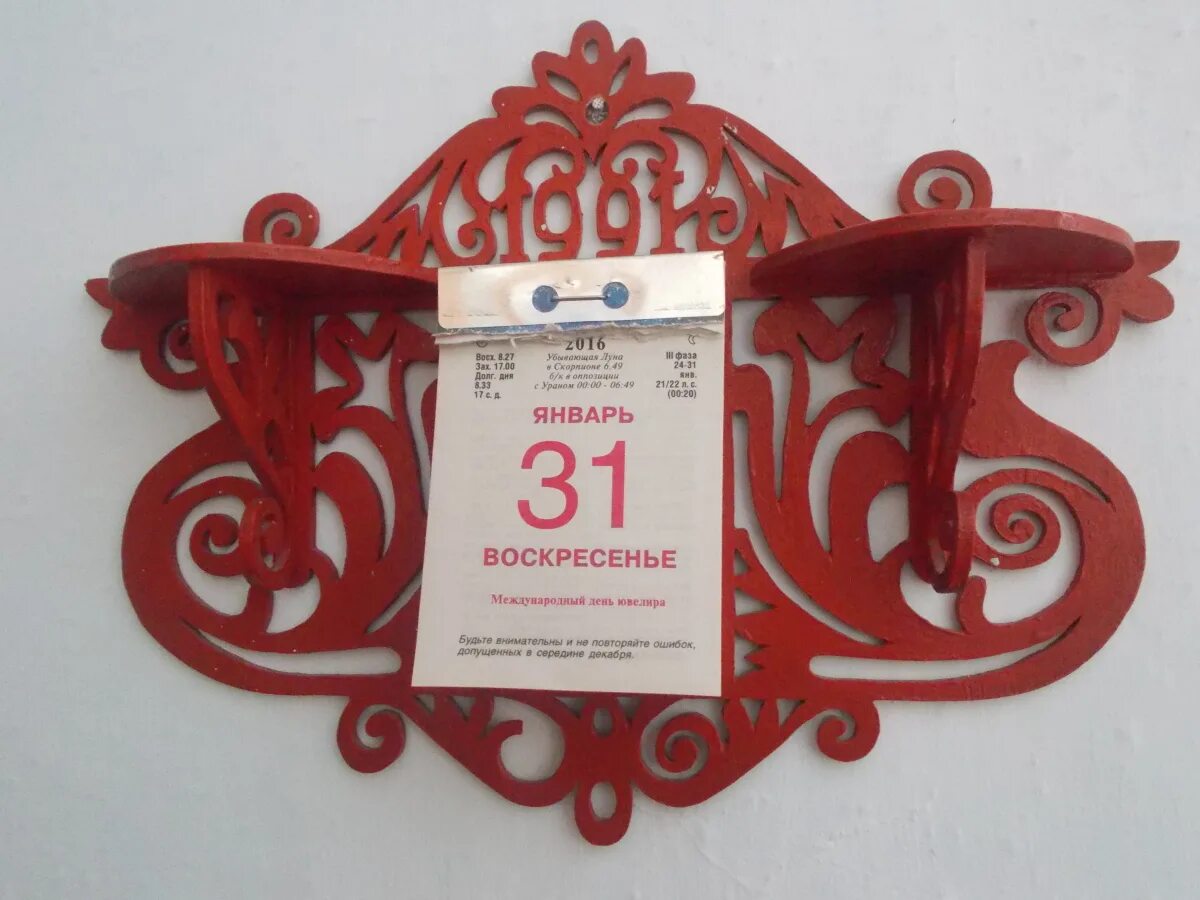 1991
2016
Восх. 8.27
Зах. 17.00
Долг. дня
8.33
17 с. д.
Убывающая Луна
в Скорпионе 6.49
б/к в оппозиции
с Ураном 00:00 - 06:49
III фаза
24-31
янв.
21/22 л. с.
(00:20)
ЯНВАРЬ
31
ВОСКРЕСЕНЬЕ
Международный день ювелира
Будьте внимательны и не повторяйте ошибок,
допущенных в середине декабря.